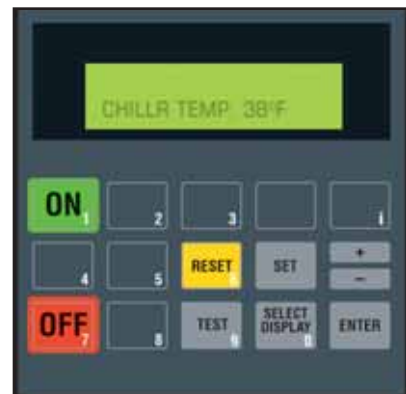 CHILLR TEMP 38°F
ON 1 2 3 i
4 5 RESET 6 SET + −
OFF 7 8 TEST 9 SELECT DISPLAY 0 ENTER